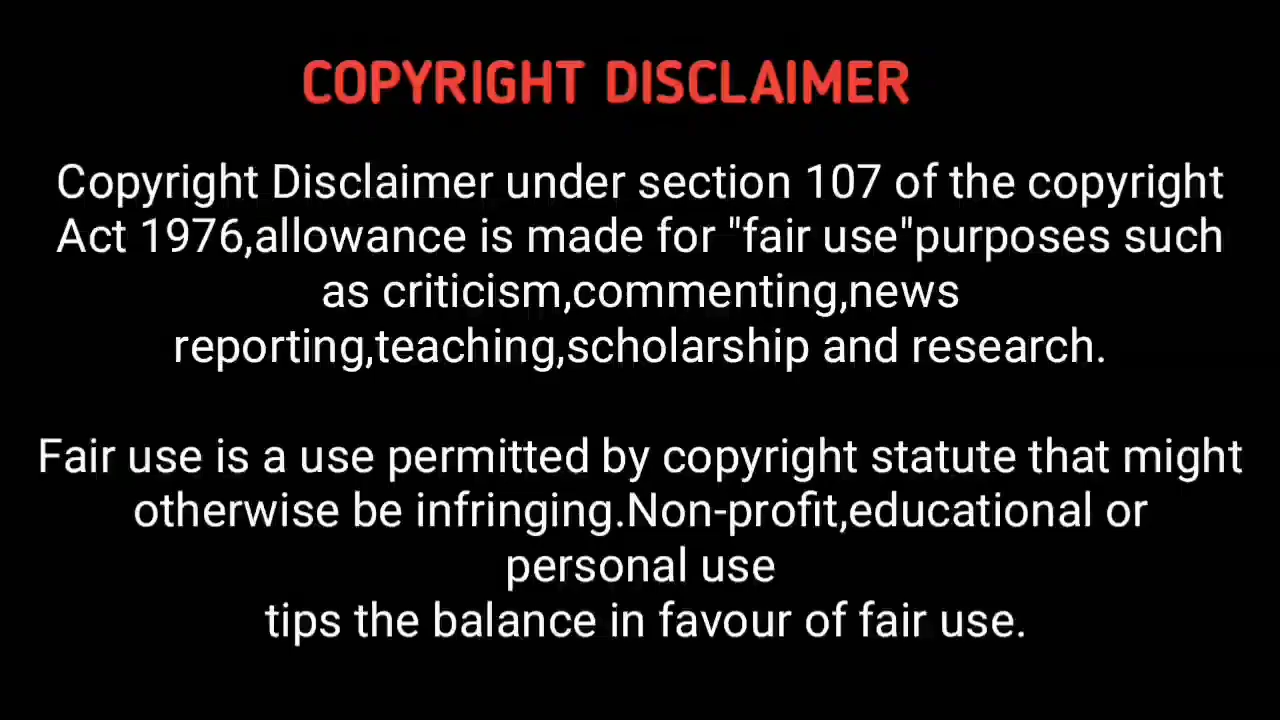 COPYRIGHT DISCLAIMER
Copyright Disclaimer under section 107 of the copyright
Act 1976,allowance is made for "fair use"purposes such
as criticism,commenting,news
reporting,teaching,scholarship and research.
Fair use is a use permitted by copyright statute that might
otherwise be infringing.Non-profit,educational or
personal use
tips the balance in favour of fair use.